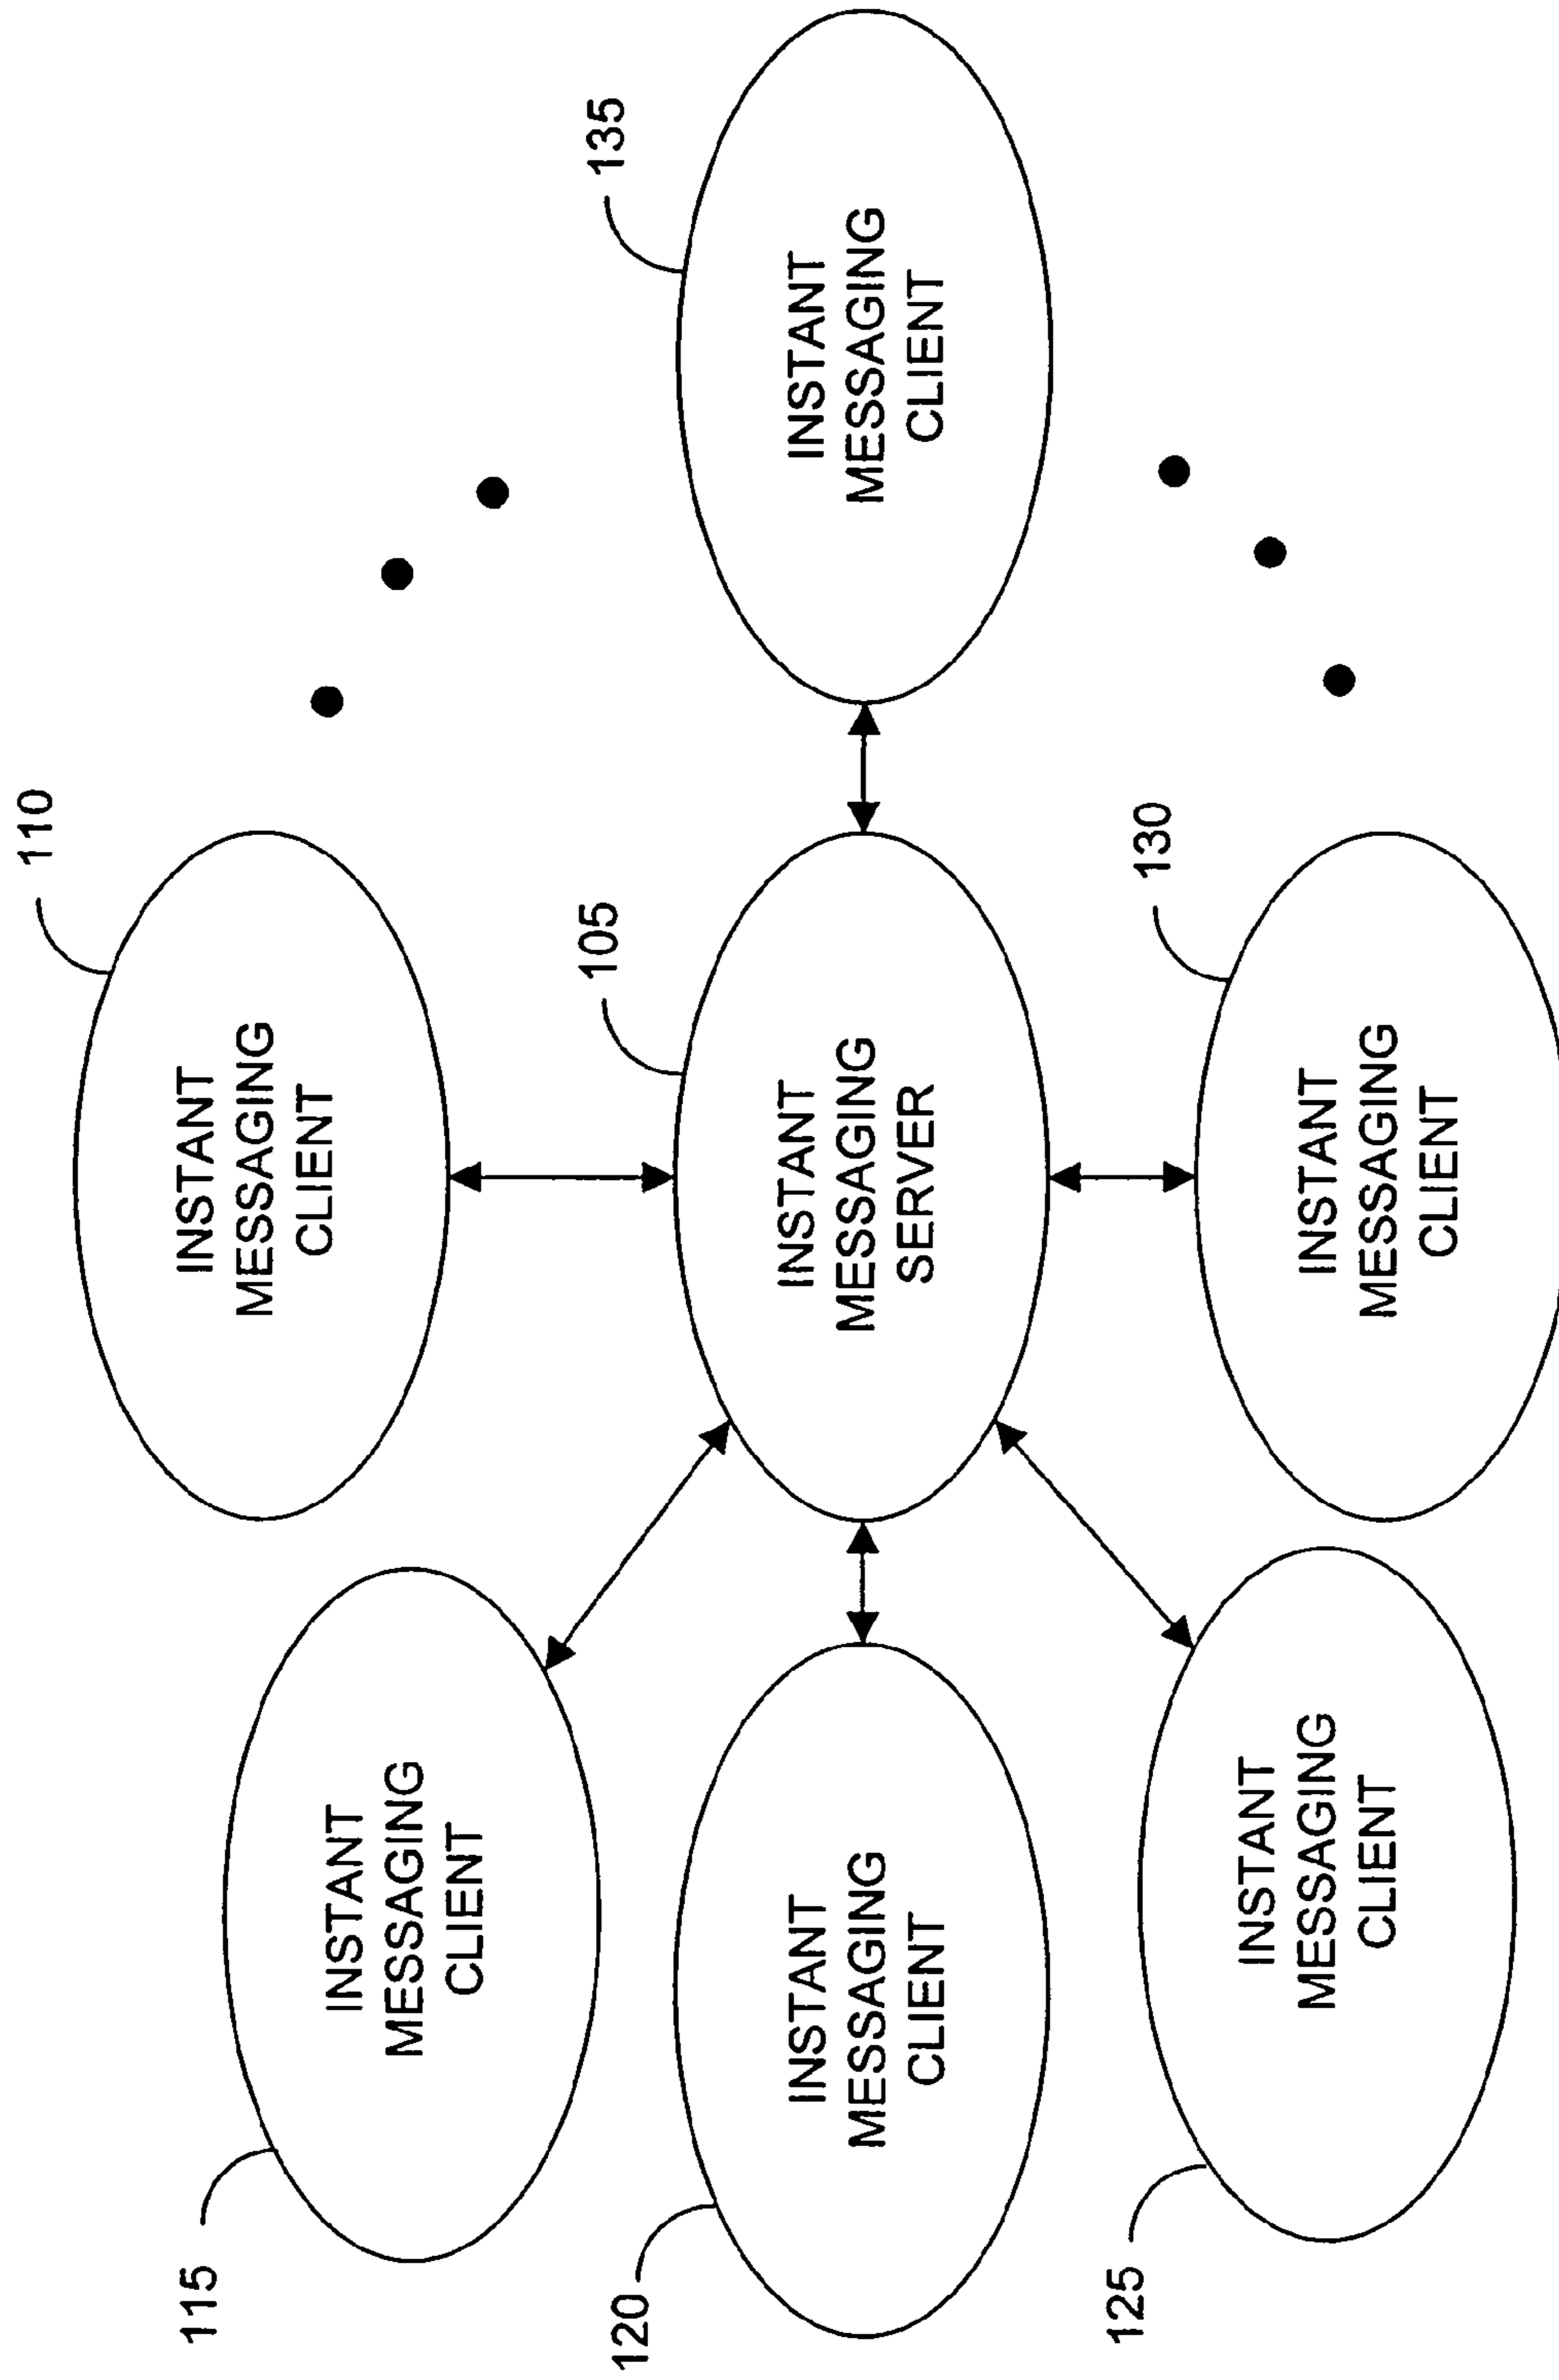 110
INSTANT
MESSAGING
CLIENT
115
INSTANT
MESSAGING
CLIENT
105
INSTANT
MESSAGING
SERVER
135
INSTANT
MESSAGING
CLIENT
120
INSTANT
MESSAGING
CLIENT
130
INSTANT
MESSAGING
CLIENT
125
INSTANT
MESSAGING
CLIENT